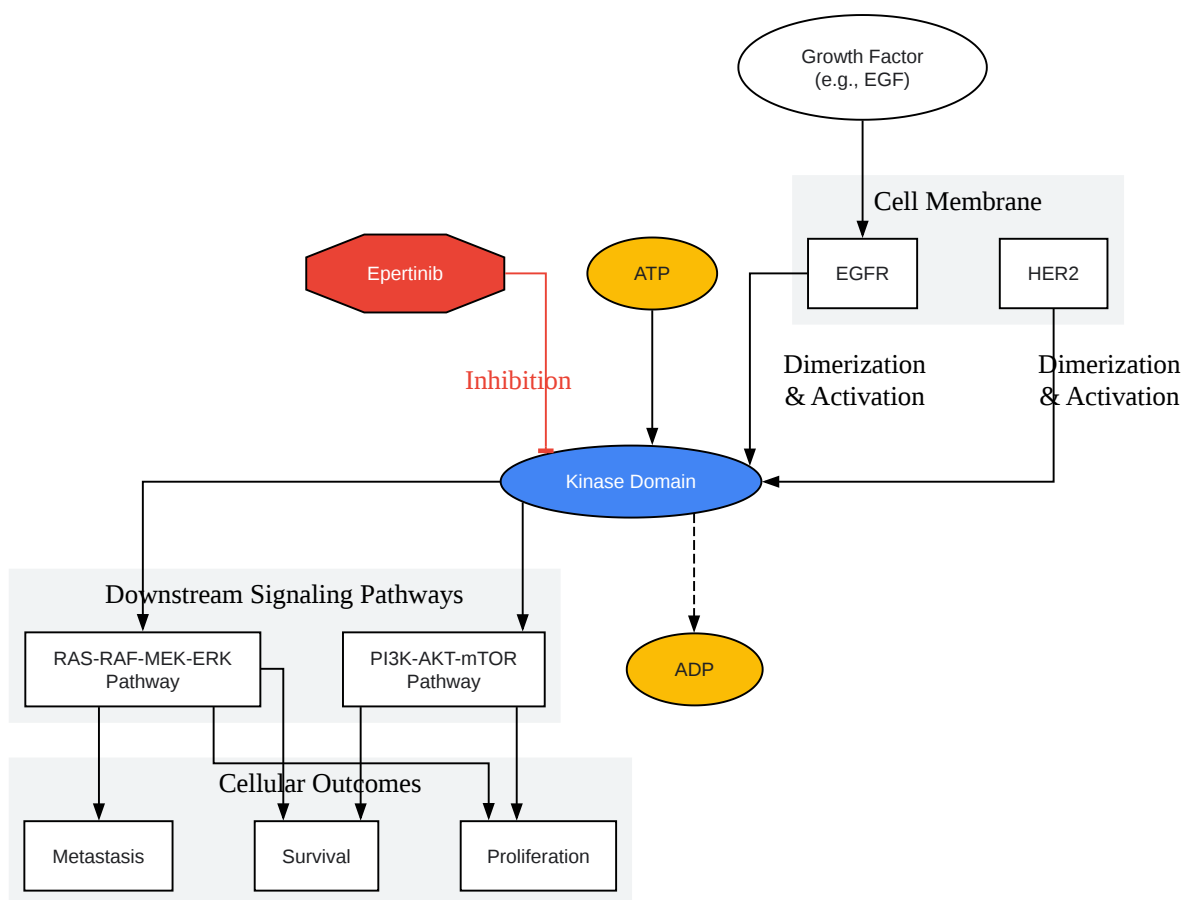 Growth Factor
(e.g., EGF)
Cell Membrane
Epertinib
ATP
EGFR
HER2
Inhibition
Dimerization
& Activation
Dimerization
& Activation
Kinase Domain
Downstream Signaling Pathways
RAS-RAF-MEK-ERK
Pathway
PI3K-AKT-mTOR
Pathway
ADP
Cellular Outcomes
Metastasis
Survival
Proliferation